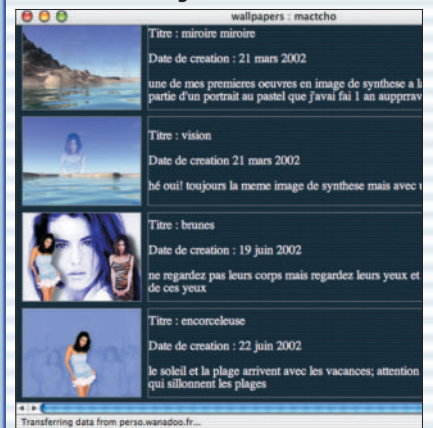 wallpapers : mactcho
Titre : miroire miroire
Date de creation : 21 mars 2002
une de mes premieres oeuvres en image de synthese a l
partie d'un portrait au pastel que j'avai fai 1 an aupprrav
Titre : vision
Date de creation 21 mars 2002
hé oui! toujours la meme image de synthese mais avec
Titre : brunes
Date de creation : 19 juin 2002
ne regardez pas leurs corps mais regardez leurs yeux et
de ces yeux
Titre : encorceleuse
Date de creation : 22 juin 2002
le soleil et la plage arrivent avec les vacances; attention
qui sillonnent les plages
Transferring data from perso.wanadoo.fr...